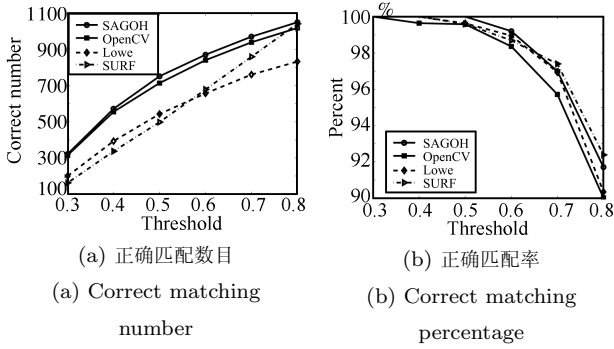 1100
900
700
500
300
100
Correct number
SAGOH
OpenCV
Lowe
SURF
0.3 0.4 0.5 0.6 0.7 0.8
Threshold
(a) 正确匹配数目
(a) Correct matching
number
%
100
98
96
94
92
90
Percent
SAGOH
OpenCV
Lowe
SURF
0.3 0.4 0.5 0.6 0.7 0.8
Threshold
(b) 正确匹配率
(b) Correct matching
percentage